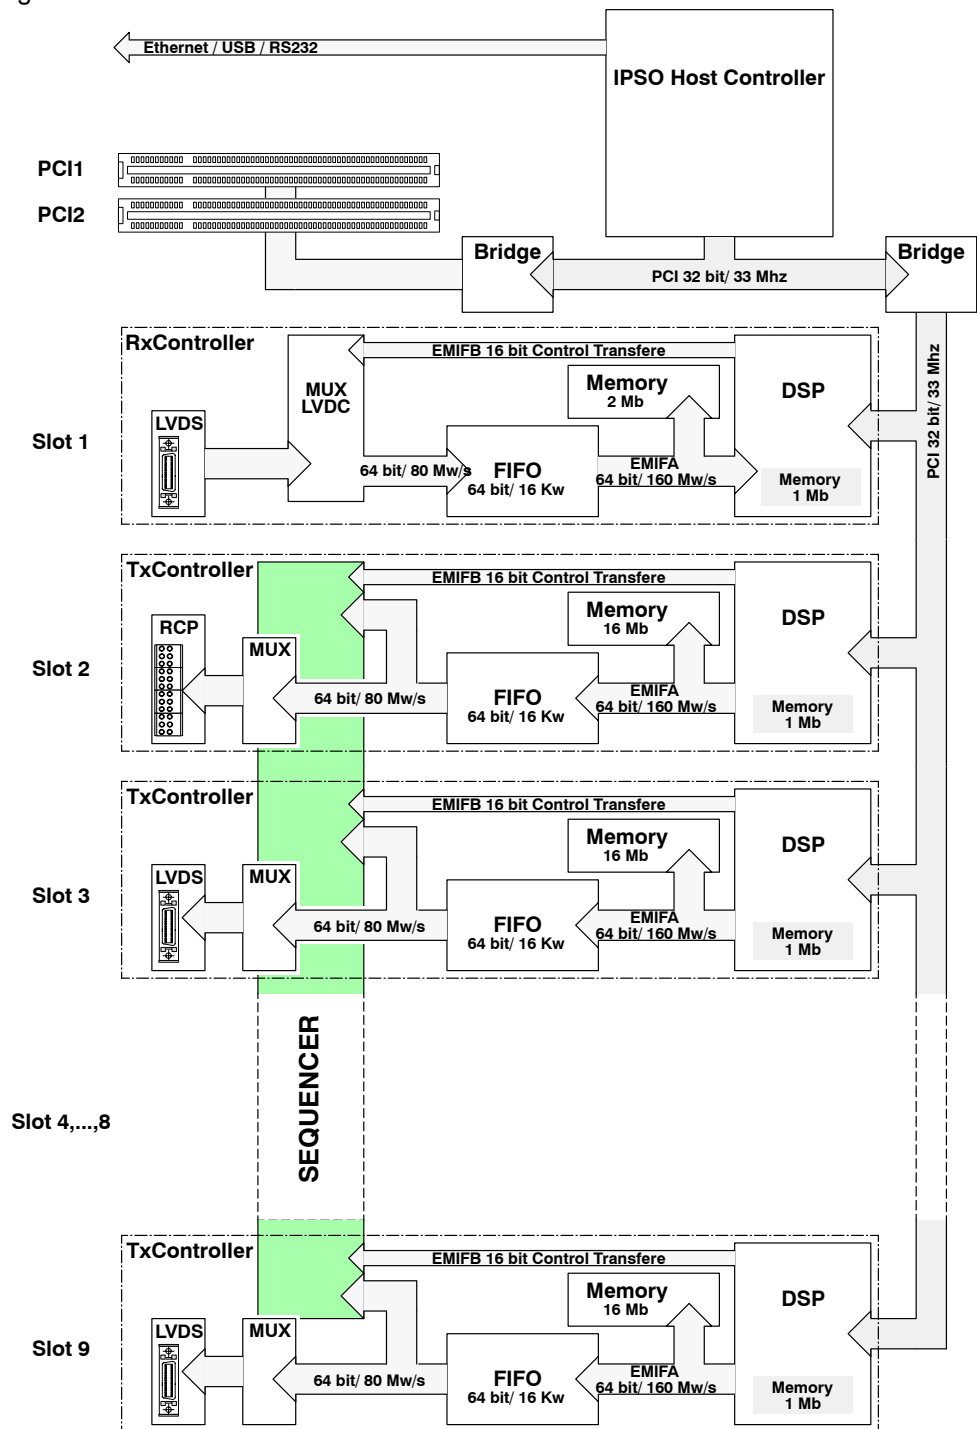 Ethernet / USB / RS232
IPSO Host Controller
PCI1
PCI2
Bridge
PCI 32 bit/ 33 Mhz
Bridge
PCI 32 bit/ 33 Mhz
Slot 1
RxController
LVDS
MUX
LVDC
EMIFB 16 bit Control Transfere
Memory
2 Mb
DSP
64 bit/ 80 Mw/s
FIFO
64 bit/ 16 Kw
EMIFA
64 bit/ 160 Mw/s
Memory
1 Mb
Slot 2
TxController
RCP
MUX
EMIFB 16 bit Control Transfere
Memory
16 Mb
DSP
64 bit/ 80 Mw/s
FIFO
64 bit/ 16 Kw
EMIFA
64 bit/ 160 Mw/s
Memory
1 Mb
Slot 3
TxController
LVDS
MUX
EMIFB 16 bit Control Transfere
Memory
16 Mb
DSP
64 bit/ 80 Mw/s
FIFO
64 bit/ 16 Kw
EMIFA
64 bit/ 160 Mw/s
Memory
1 Mb
SEQUENCER
Slot 4,...,8
Slot 9
TxController
LVDS
MUX
EMIFB 16 bit Control Transfere
Memory
16 Mb
DSP
64 bit/ 80 Mw/s
FIFO
64 bit/ 16 Kw
EMIFA
64 bit/ 160 Mw/s
Memory
1 Mb